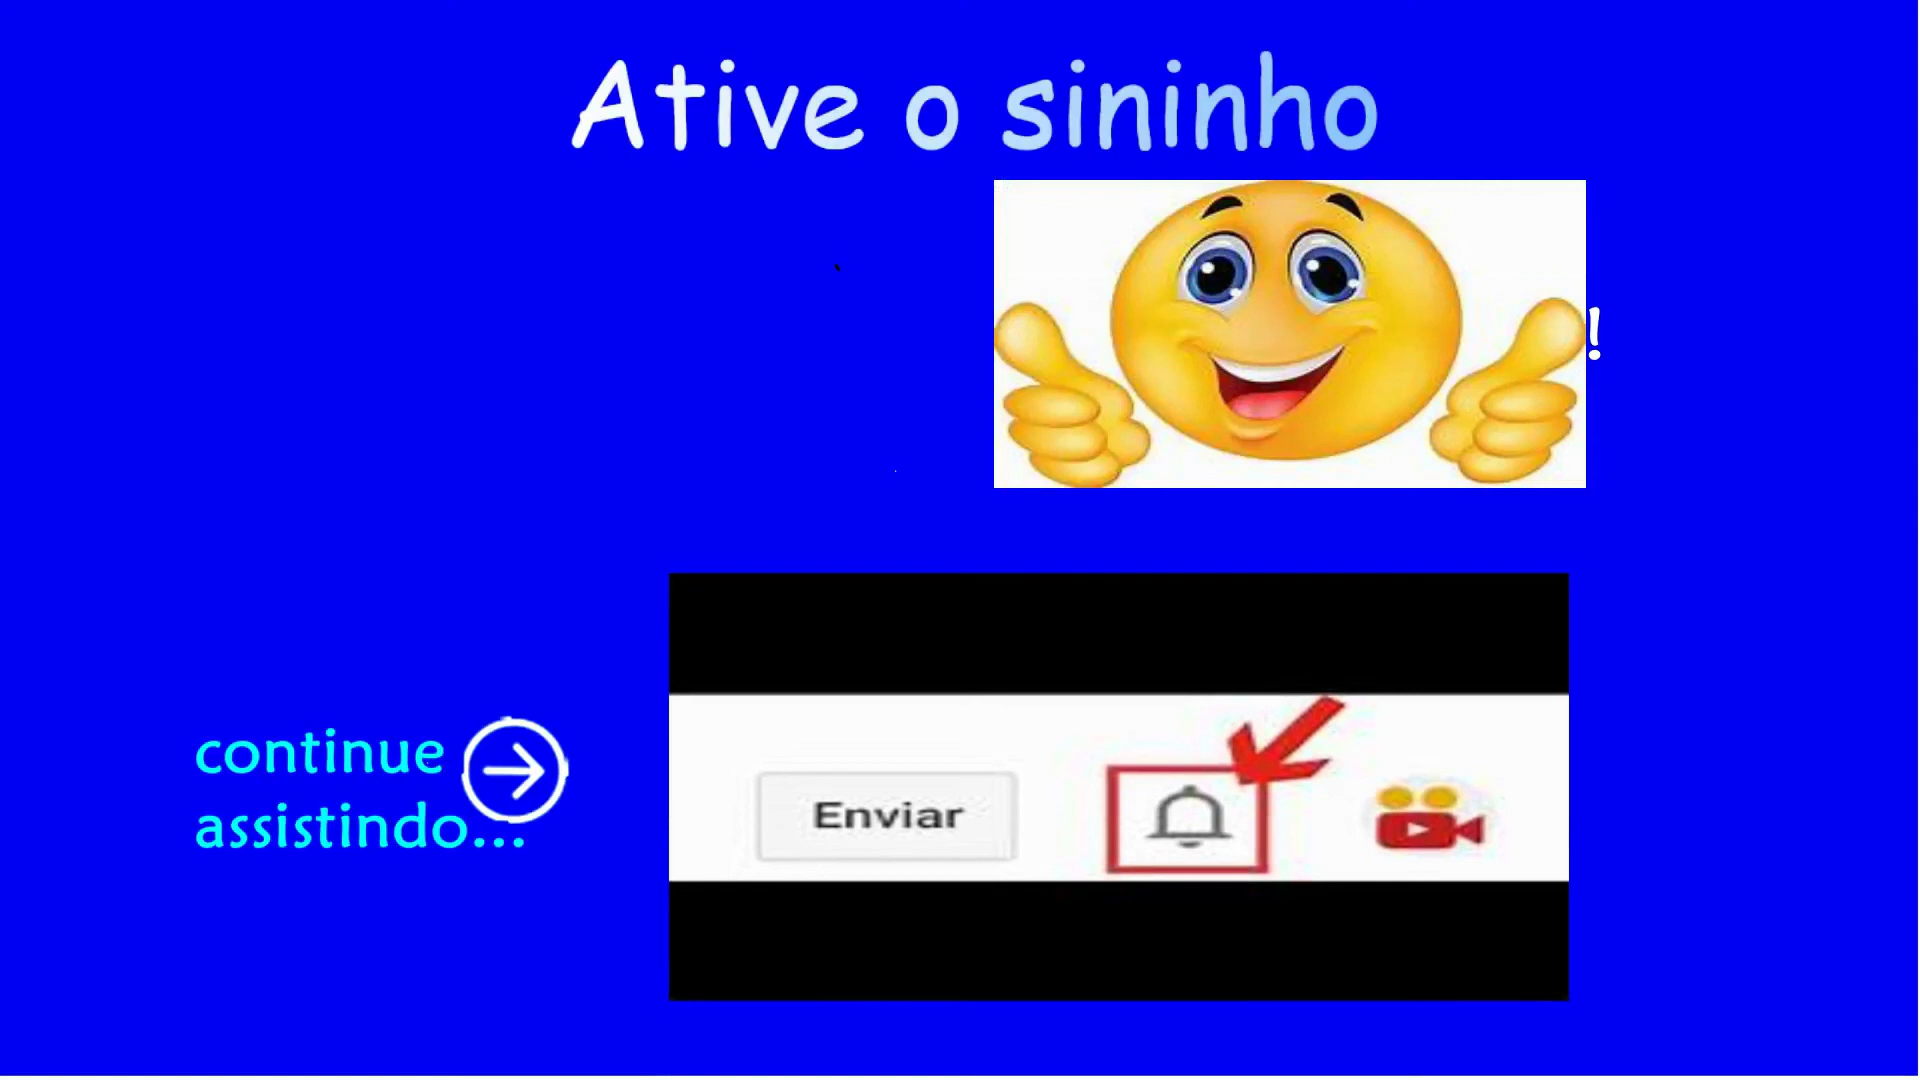 Ative o sininho
!
continue
assistindo...
Enviar